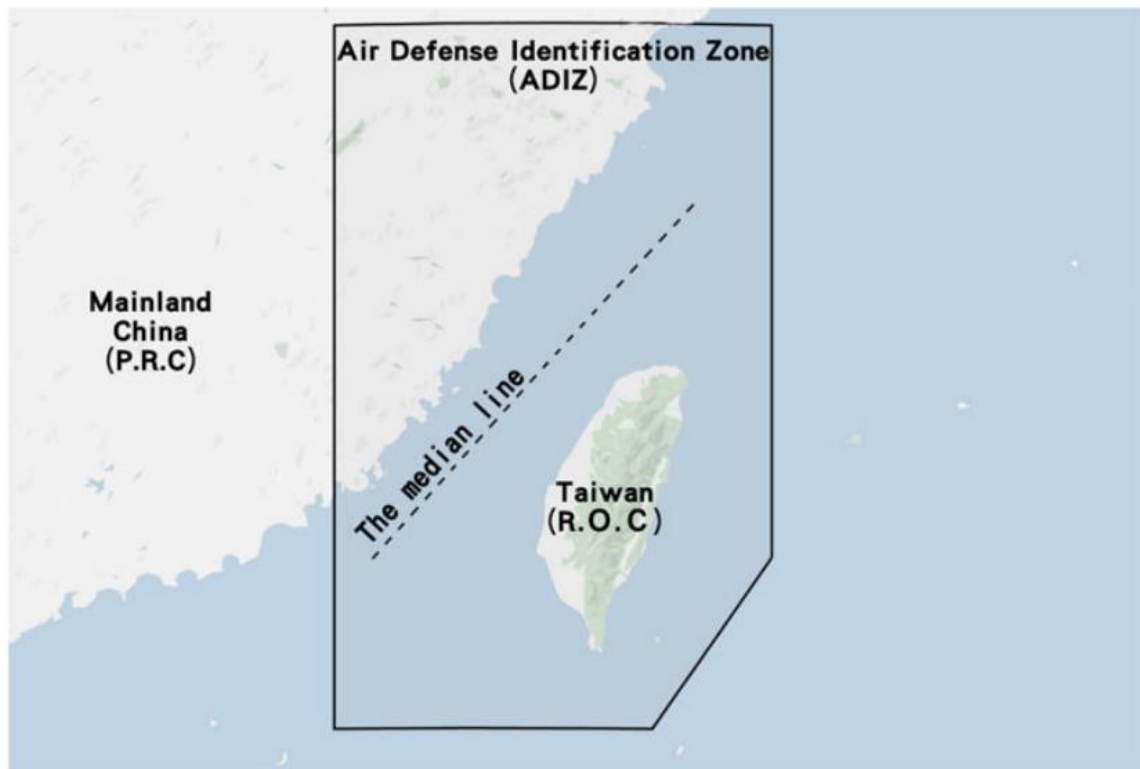 Air Defense Identification Zone
(ADIZ)
Mainland
China
(P.R.C)
The median line
Taiwan
(R.O.C)